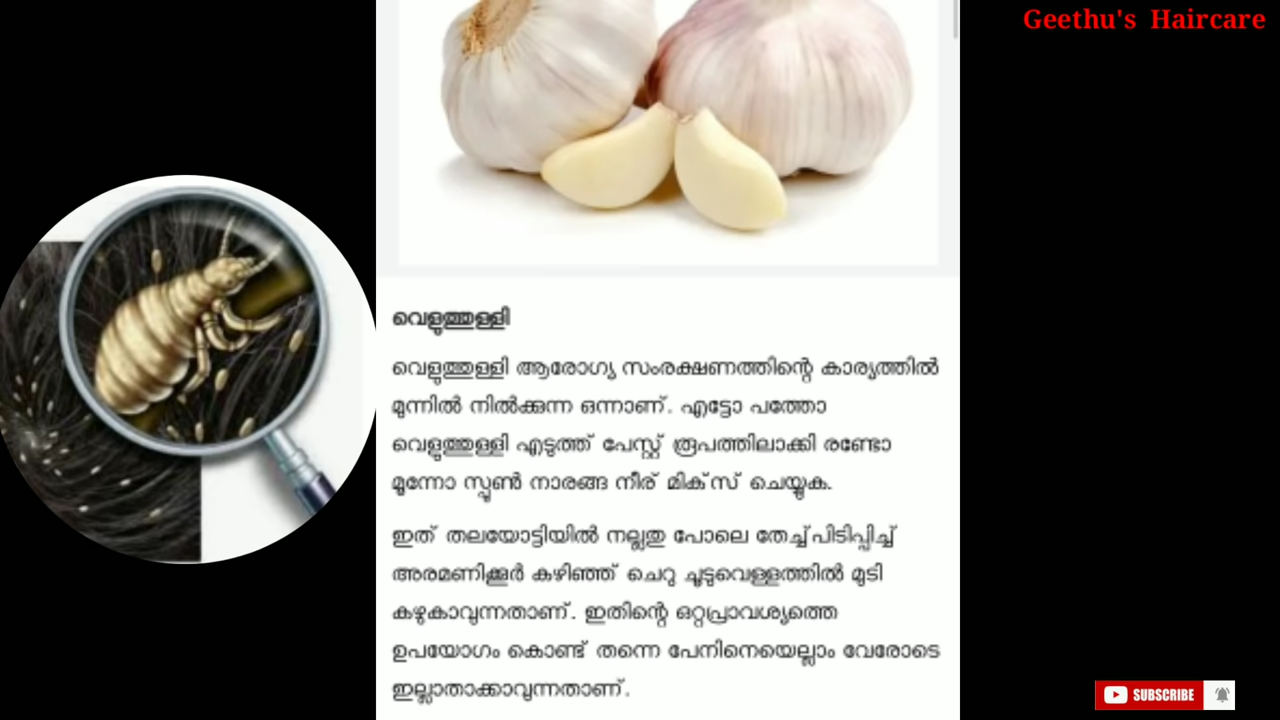 Geethu's Haircare
വെളുത്തുള്ളി
വെളുത്തുള്ളി ആരോഗ്യ സംരക്ഷണത്തിന്റെ കാര്യത്തിൽ
മുന്നിൽ നിൽക്കുന്ന ഒന്നാണ്. എട്ടോ പത്തോ
വെളുത്തുള്ളി എടുത്ത് പേസ്റ്റ് രൂപത്തിലാക്കി രണ്ടോ
മൂന്നോ സ്പൂൺ നാരങ്ങ നീര് മിക്‌സ് ചെയ്യുക.
ഇത് തലയോട്ടിയിൽ നല്ലതു പോലെ തേച്ച്പിടിപ്പിച്ച്
അരമണിക്കൂർ കഴിഞ്ഞ് ചെറു ചൂടുവെള്ളത്തിൽ മുടി
കഴുകാവുന്നതാണ്. ഇതിന്റെ ഒറ്റപ്രാവശ്യത്തെ
ഉപയോഗം കൊണ്ട് തന്നെ പേനിനെയെല്ലാം വേരോടെ
ഇല്ലാതാക്കാവുന്നതാണ്.
SUBSCRIBE